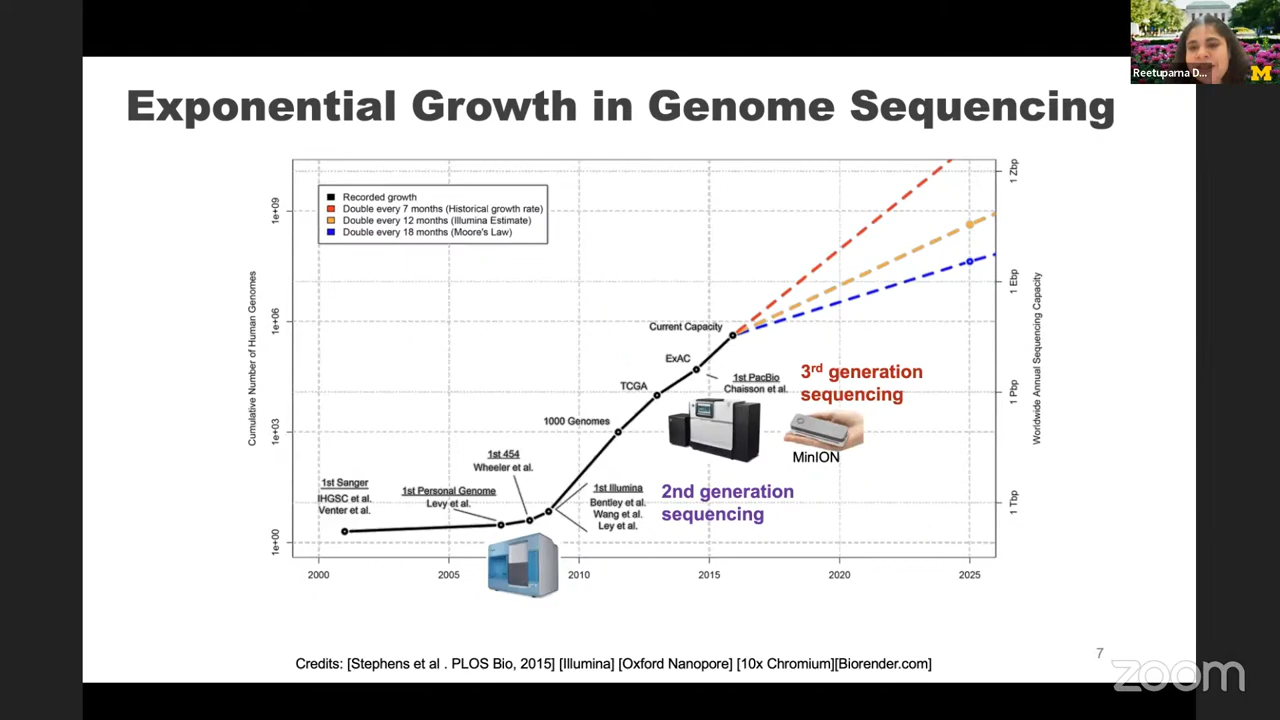 Reetuparna D...
M
Exponential Growth in Genome Sequencing
Recorded growth
Double every 7 months (Historical growth rate)
Double every 12 months (Illumina Estimate)
Double every 18 months (Moore's Law)
Cumulative Number of Human Genomes
1e+09
1e+06
1e+03
1e+00
1 Zbp
1 Ebp
1 Pbp
1 Tbp
Worldwide Annual Sequencing Capacity
Current Capacity
ExAC
TCGA
1st PacBio
Chaisson et al.
3rd generation
sequencing
1000 Genomes
MinION
1st 454
Wheeler et al.
1st Sanger
IHGSC et al.
Venter et al.
1st Personal Genome
Levy et al.
1st Illumina
Bentley et al.
Wang et al.
Ley et al.
2nd generation
sequencing
2000
2005
2010
2015
2020
2025
Credits: [Stephens et al . PLOS Bio, 2015] [Illumina] [Oxford Nanopore] [10x Chromium][Biorender.com]
7
zoom